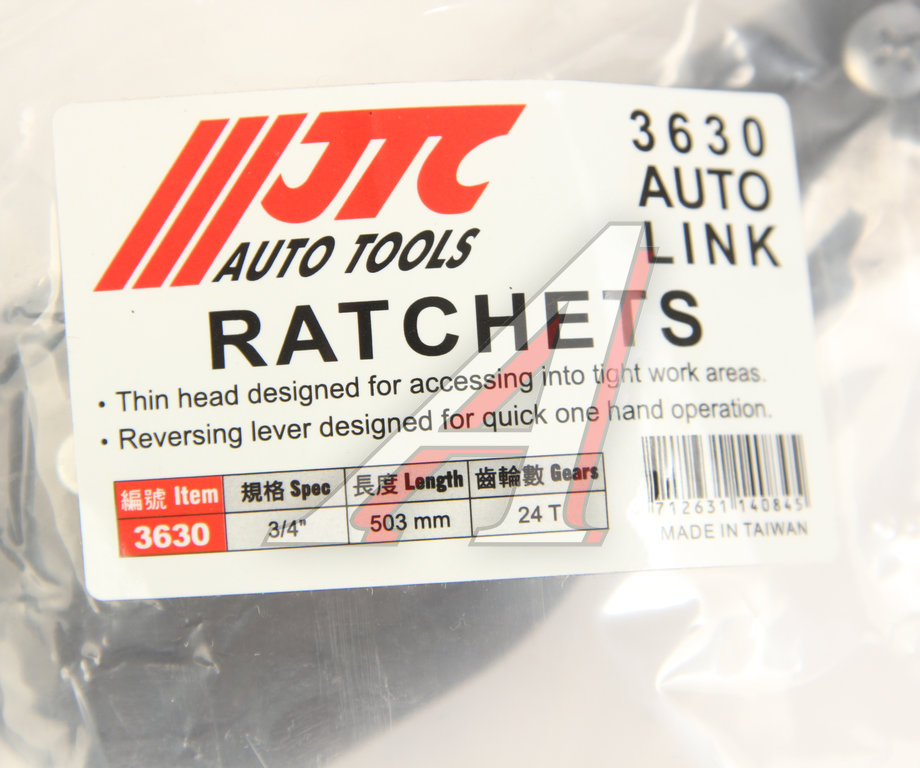 JTC
AUTO TOOLS
3630
AUTO
LINK
RATCHETS
• Thin head designed for accessing into tight work areas.
• Reversing lever designed for quick one hand operation.
編號 Item 規格 Spec 長度 Length 齒輪數 Gears
3630 3/4" 503 mm 24 T
712631 140845
MADE IN TAIWAN